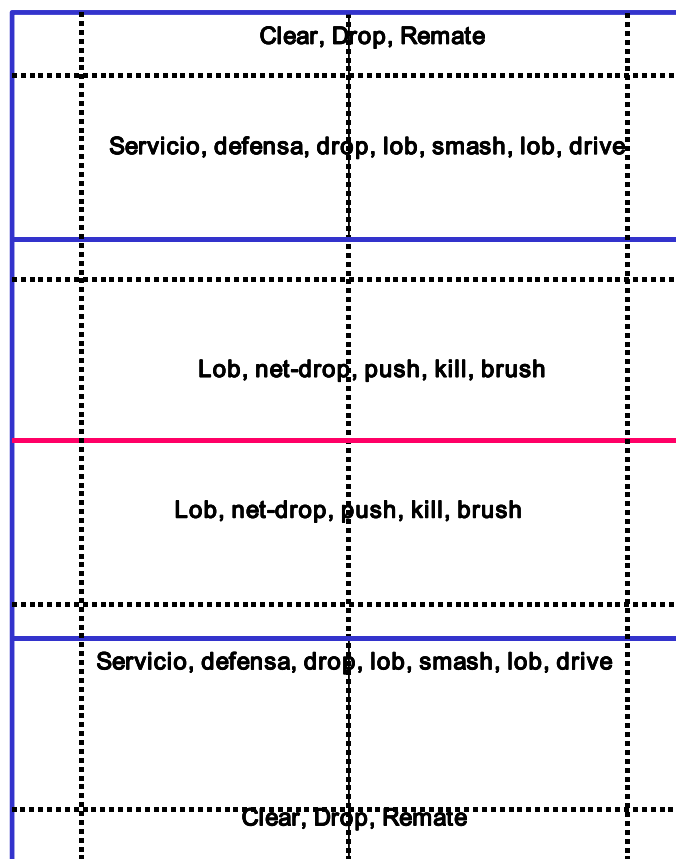 Clear, Drop, Remate
Servicio, defensa, drop, lob, smash, lob, drive
Lob, net-drop, push, kill, brush
Lob, net-drop, push, kill, brush
Servicio, defensa, drop, lob, smash, lob, drive
Clear, Drop, Remate